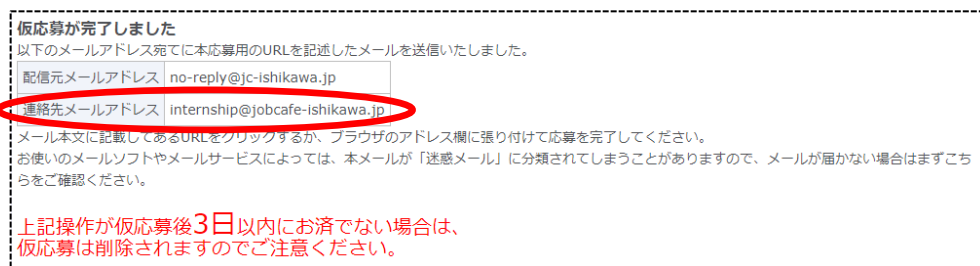 仮応募が完了しました
以下のメールアドレス宛てに本応募用のURLを記述したメールを送信いたしました。
配信元メールアドレス no-reply@jc-ishikawa.jp
連絡先メールアドレス internship@jobcafe-ishikawa.jp
メール本文に記載してあるURLをクリックするか、ブラウザのアドレス欄に張り付けて応募を完了してください。
お使いのメールソフトやメールサービスによっては、本メールが「迷惑メール」に分類されてしまうことがありますので、メールが届かない場合はまずこち
らをご確認ください。
上記操作が仮応募後3日以内にお済でない場合は、
仮応募は削除されますのでご注意ください。